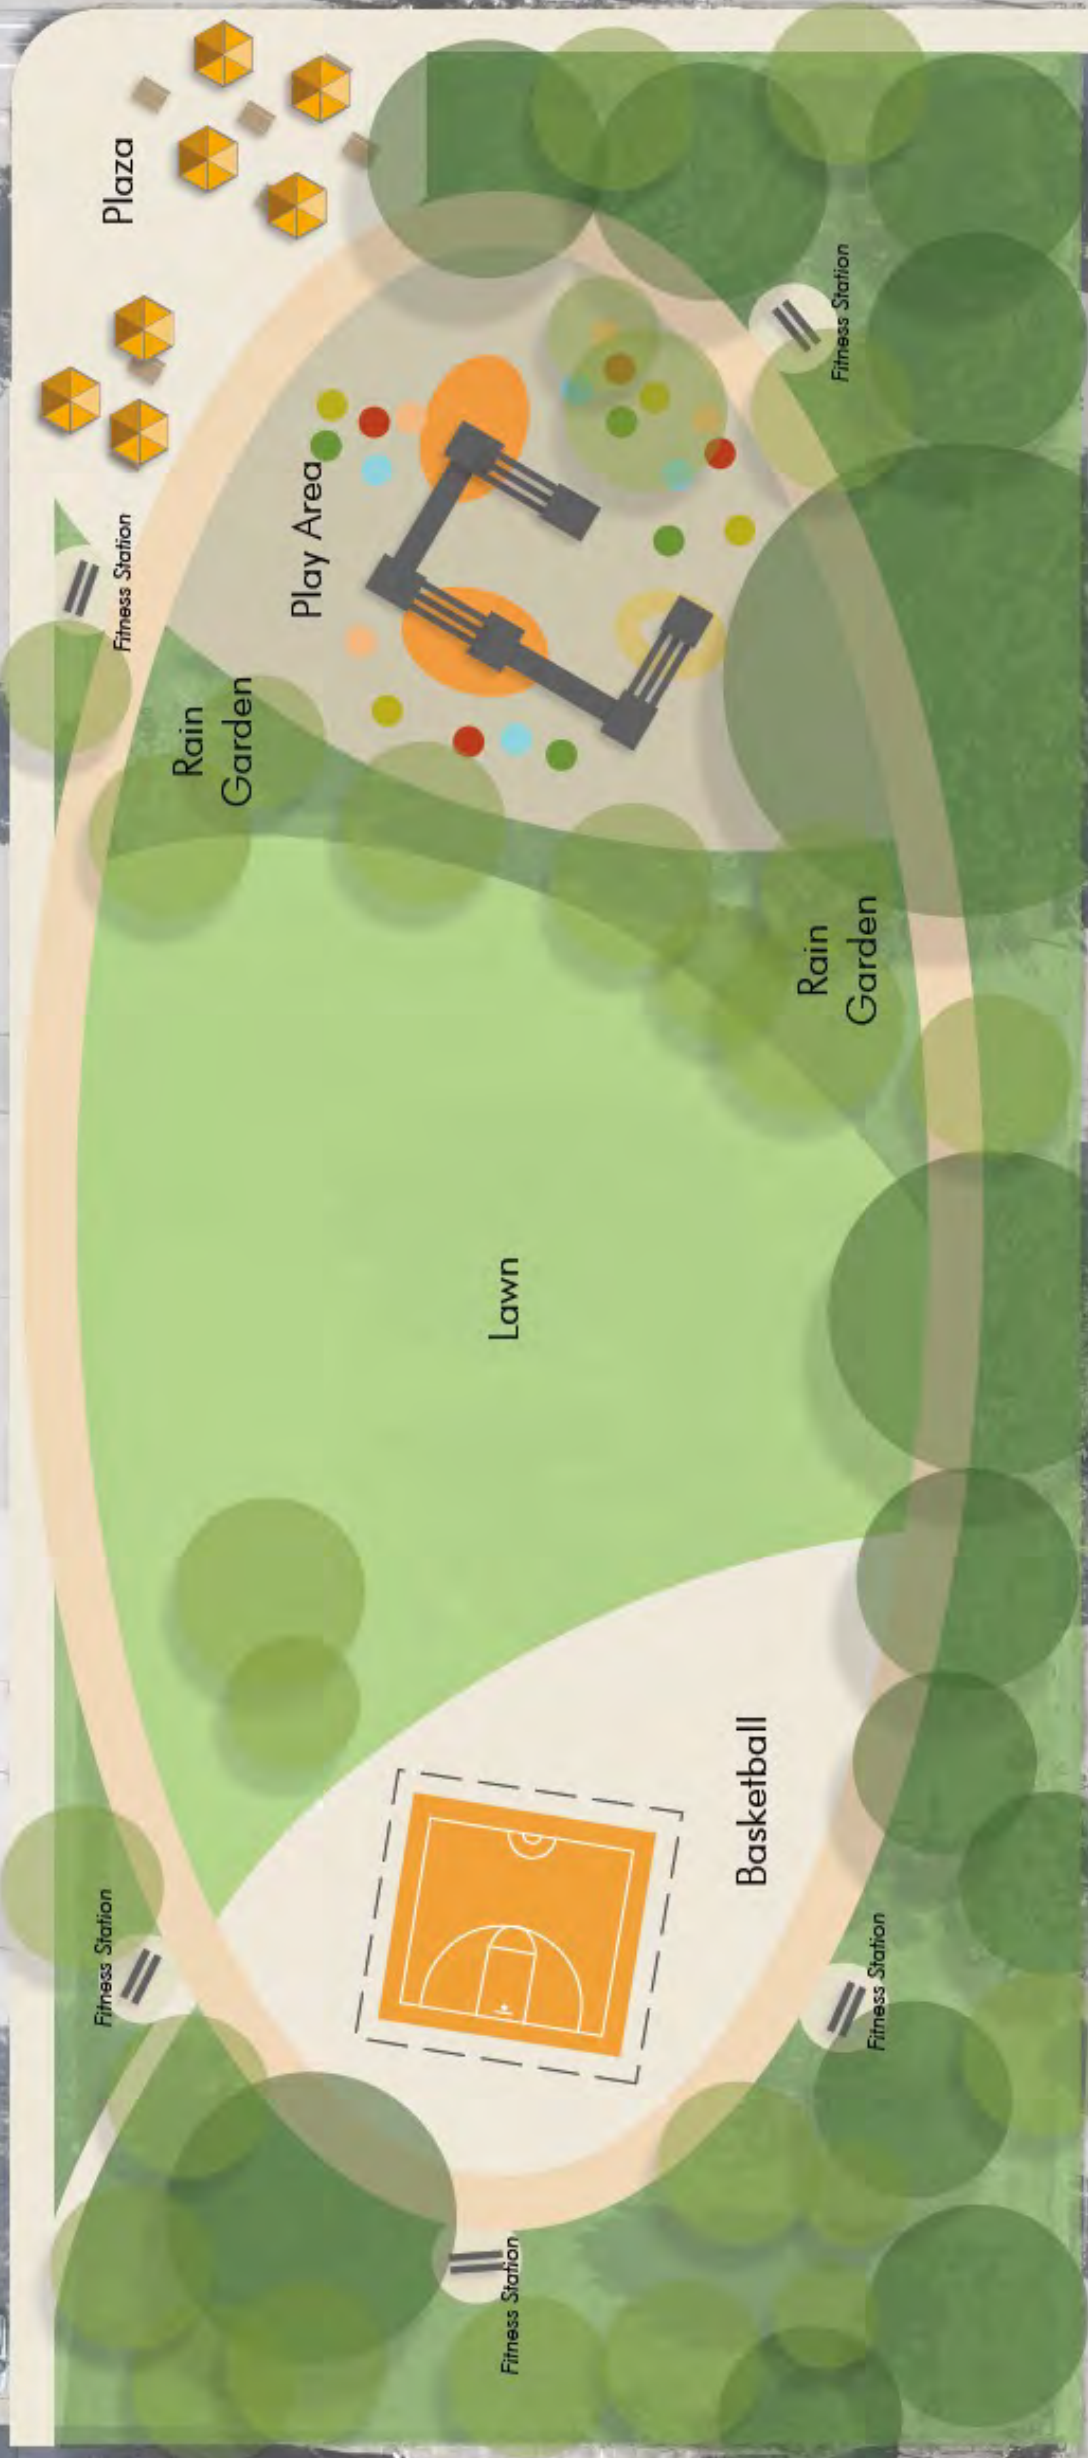 Plaza
Fitness Station
Play Area
Fitness Station
Rain
Garden
Rain
Garden
Lawn
Basketball
Fitness Station
Fitness Station
Fitness Station